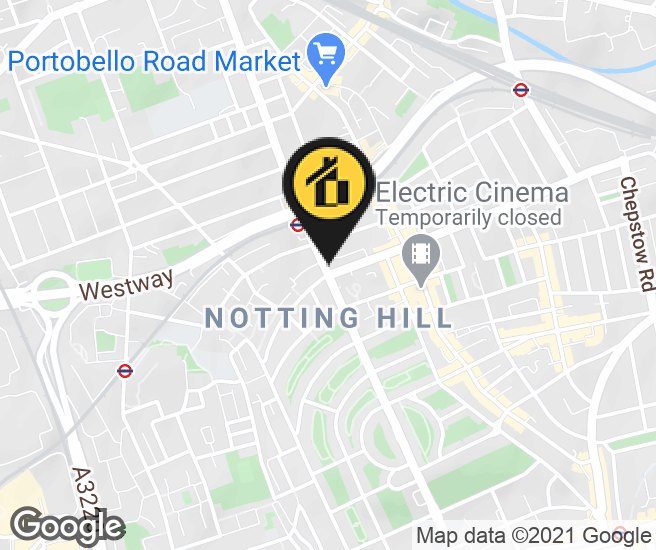 Portobello Road Market
Electric Cinema
Temporarily closed
Chepstow Rd
Westway
NOTTING HILL
A322
Google
Map data ©2021 Google